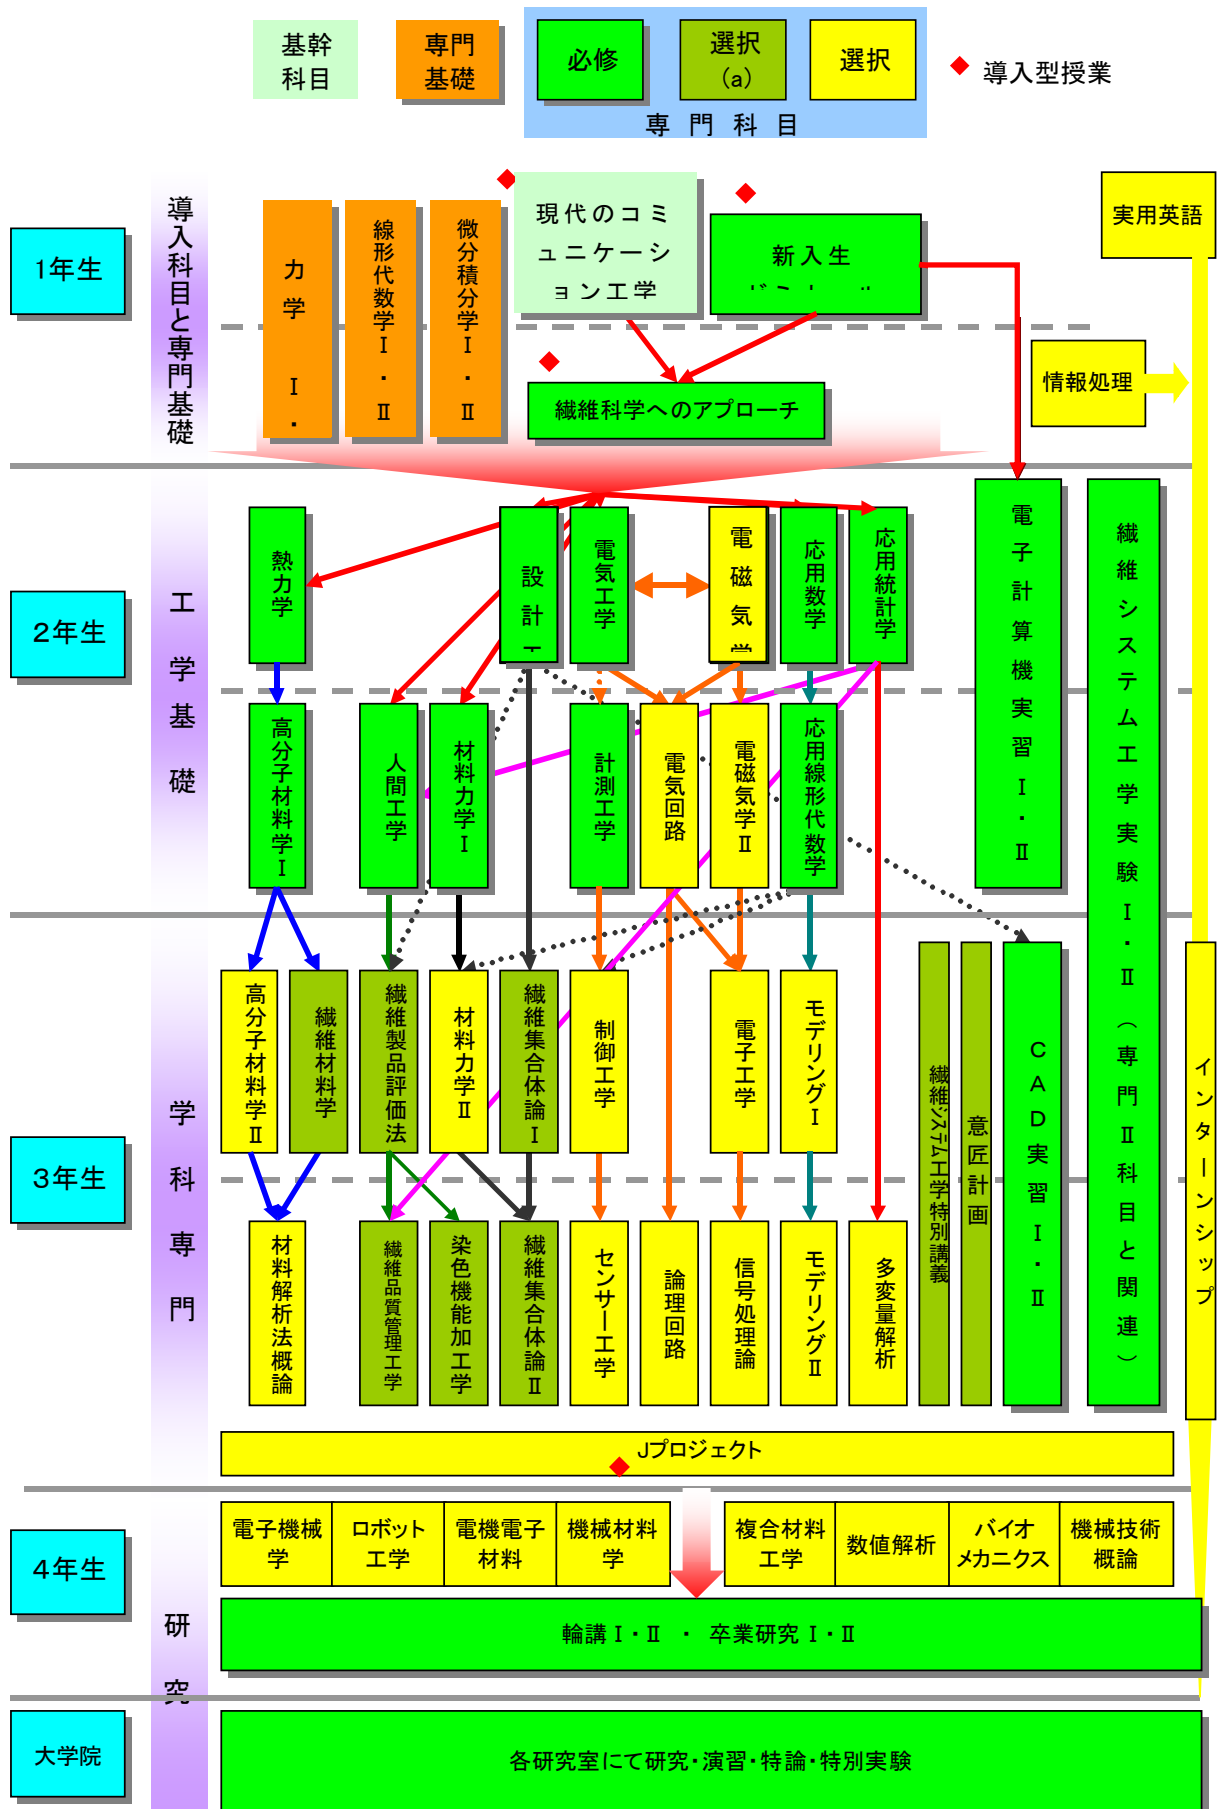 基幹
科目
専門
基礎
必修
選択
(a)
選択
専門科目
導入型授業
1年生
導入科目と専門基礎
力学 Ⅰ・
線形代数学Ⅰ・Ⅱ
微分積分学Ⅰ・Ⅱ
現代のコミ
ュニケーシ
ョン工学
新入生
実用英語
繊維科学へのアプローチ
情報処理
2年生
工学基礎
熱力学
設計工
電気工学
電磁気学
応用数学
応用統計学
電子計算機実習Ⅰ・Ⅱ
繊維システム工学実験Ⅰ・Ⅱ（専門Ⅱ科目と関連）
高分子材料学Ⅰ
人間工学
材料力学Ⅰ
計測工学
電気回路
電磁気学Ⅱ
応用線形代数学
3年生
学科専門
高分子材料学Ⅱ
繊維材料学
繊維製品評価法
材料力学Ⅱ
繊維集合体論Ⅰ
制御工学
電子工学
モデリングⅠ
繊維システム工学特別講義
意匠計画
CAD実習Ⅰ・Ⅱ
インターンシップ
材料解析法概論
繊維品質管理工学
染色機能加工学
繊維集合体論Ⅱ
センサー工学
論理回路
信号処理論
モデリングⅡ
多変量解析
Jプロジェクト
4年生
研究
電子機械
学
ロボット
工学
電機電子
材料
機械材料
学
複合材料
工学
数値解析
バイオ
メカニクス
機械技術
概論
輪講Ⅰ・Ⅱ ・ 卒業研究Ⅰ・Ⅱ
大学院
各研究室にて研究・演習・特論・特別実験